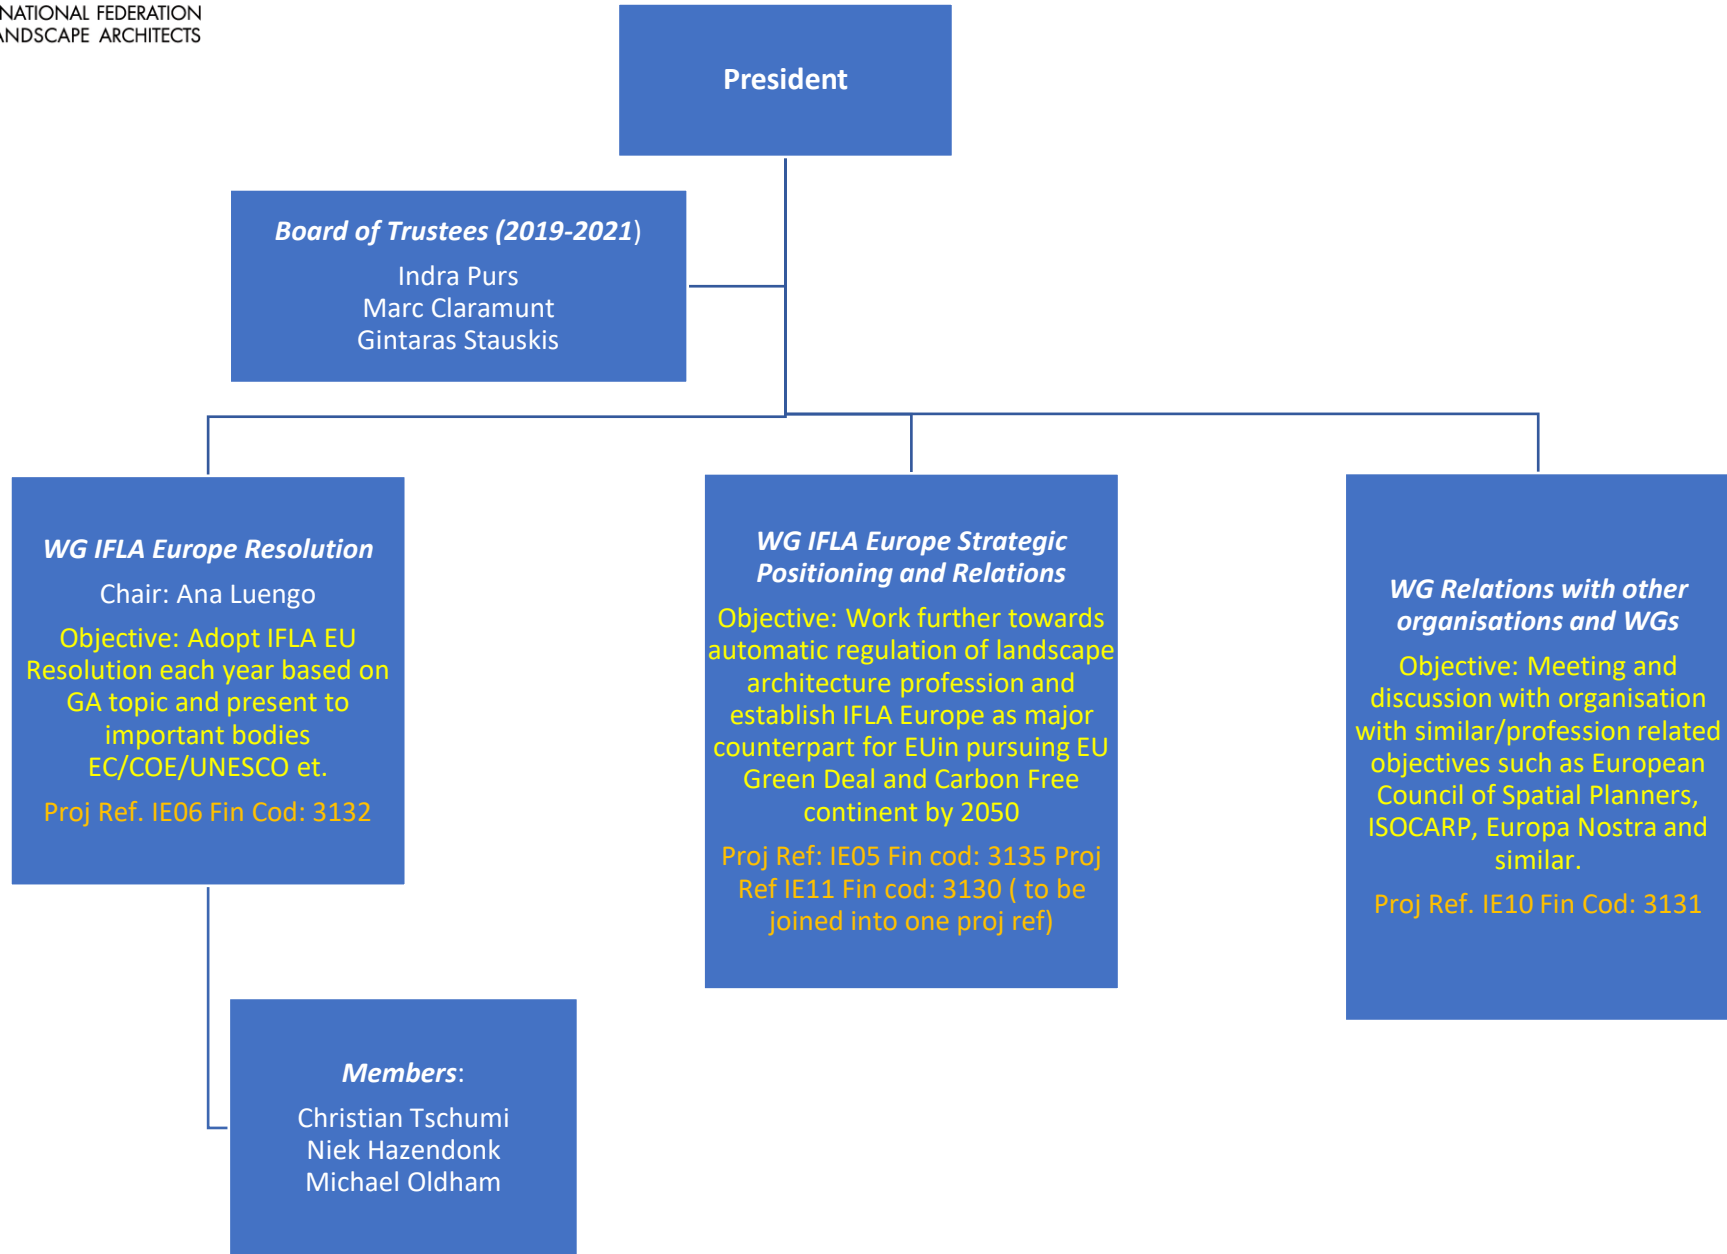 NATIONAL FEDERATION
ANDSCAPE ARCHITECTS
President
Board of Trustees (2019-2021)
Indra Purs
Marc Claramunt
Gintaras Stauskis
WG IFLA Europe Resolution
Chair: Ana Luengo
Objective: Adopt IFLA EU
Resolution each year based on
GA topic and present to
important bodies
EC/COE/UNESCO et.
Proj Ref. IE06 Fin Cod: 3132
WG IFLA Europe Strategic
Positioning and Relations
Objective: Work further towards
automatic regulation of landscape
architecture profession and
establish IFLA Europe as major
counterpart for EUin pursuing EU
Green Deal and Carbon Free
continent by 2050
Proj Ref: IE05 Fin cod: 3135 Proj
Ref IE11 Fin cod: 3130 ( to be
joined into one proj ref)
WG Relations with other
organisations and WGs
Objective: Meeting and
discussion with organisation
with similar/profession related
objectives such as European
Council of Spatial Planners,
ISOCARP, Europa Nostra and
similar.
Proj Ref. IE10 Fin Cod: 3131
Members:
Christian Tschumi
Niek Hazendonk
Michael Oldham